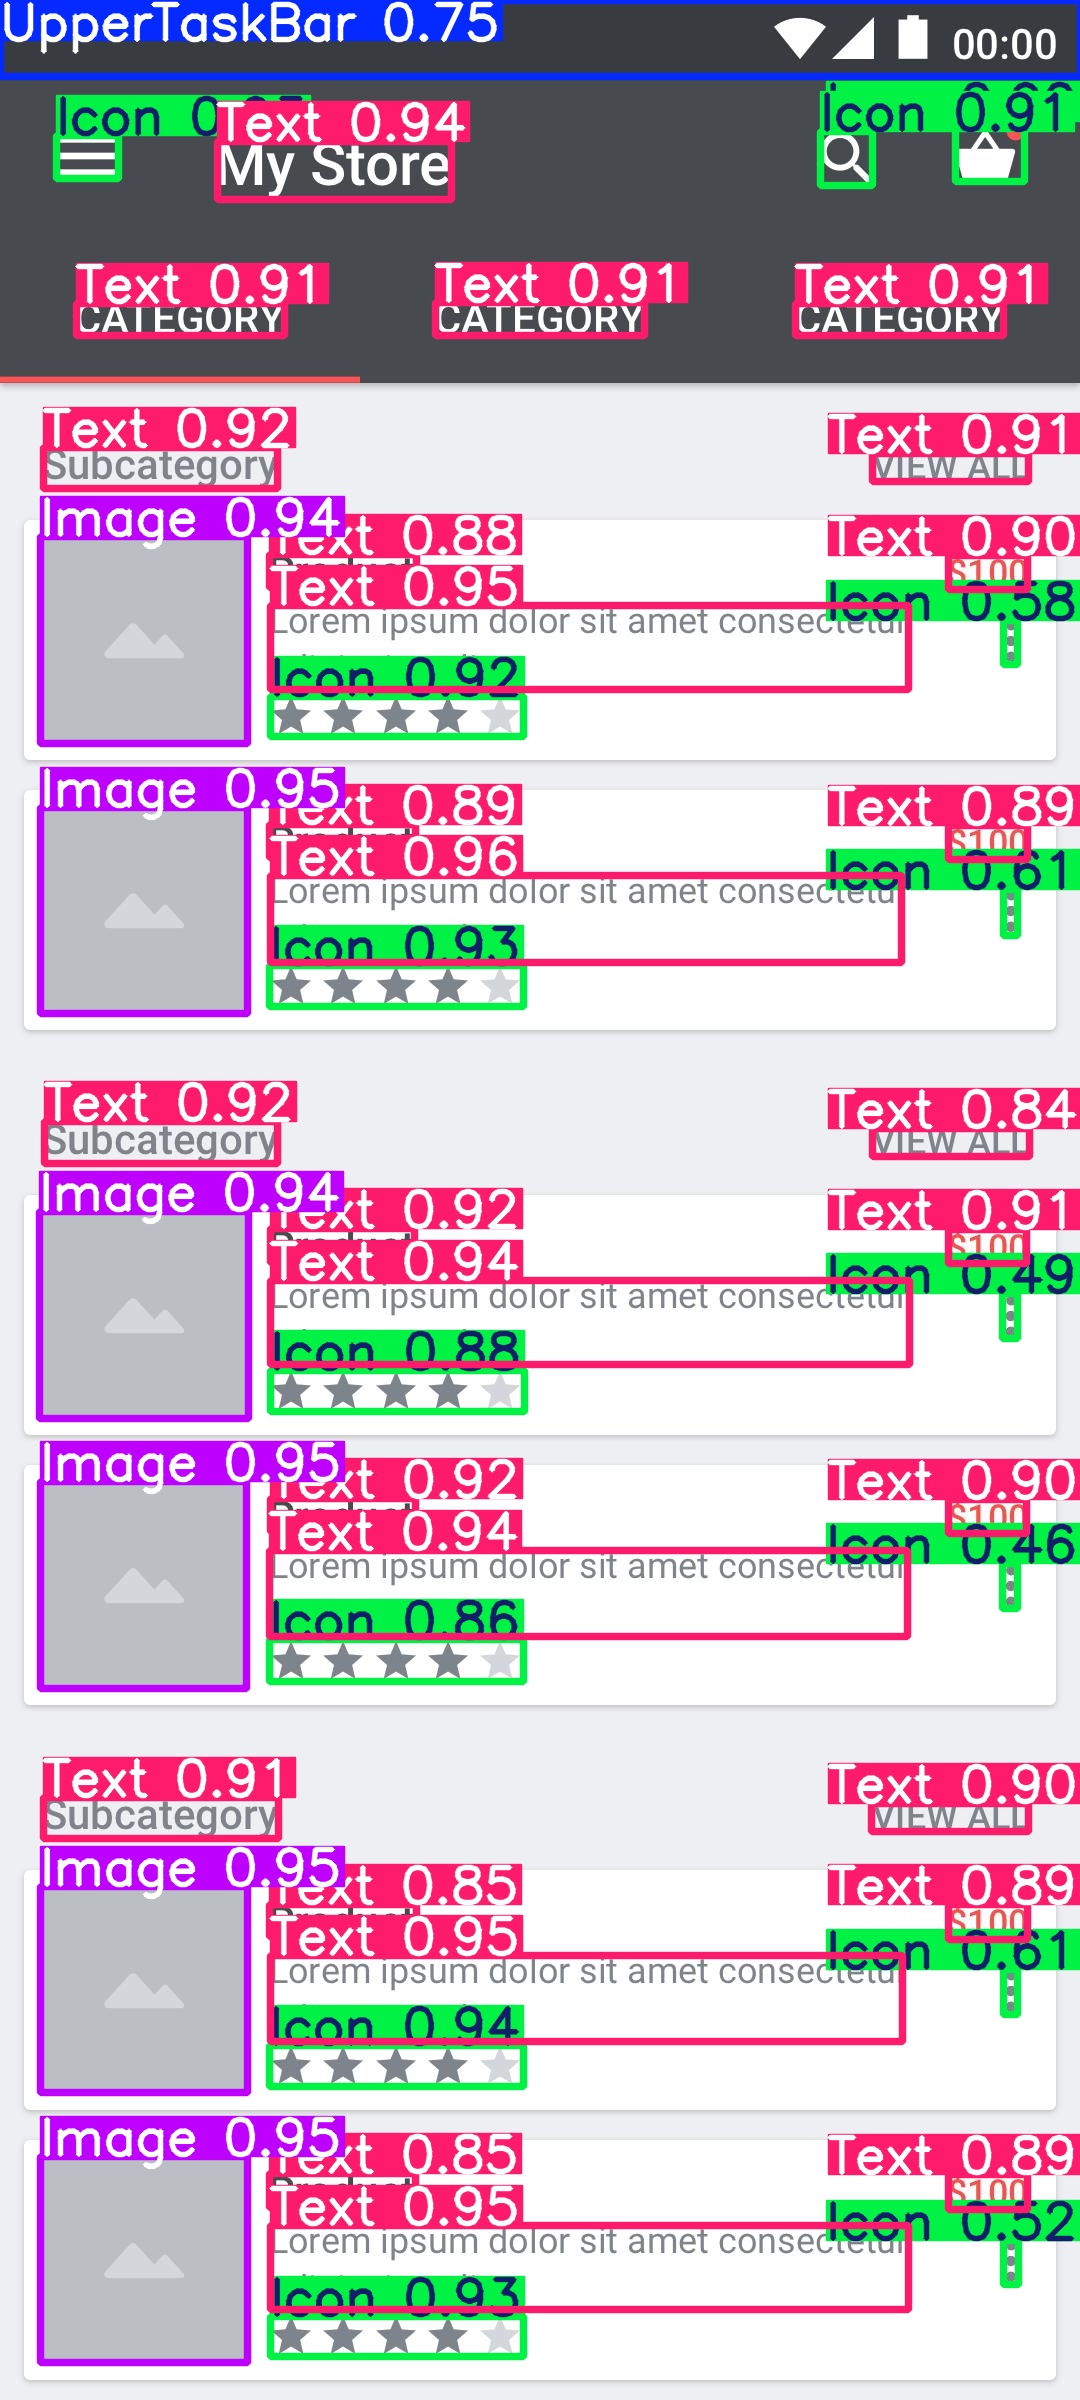 UpperTaskBar 0.75
00:00
Icon 0.87
Text 0.94
Icon 0.91
My Store
Text 0.91
Text 0.91
Text 0.91
CATEGORY
CATEGORY
CATEGORY
Text 0.92
Text 0.91
Subcategory
VIEW ALL
Image 0.94
Text 0.88
Text 0.90
Product
$100
Text 0.95
Icon 0.58
Lorem ipsum dolor sit amet consectetur
Icon 0.92
Image 0.95
Text 0.89
Text 0.89
Product
$100
Text 0.96
Icon 0.61
Lorem ipsum dolor sit amet consectetu
Icon 0.93
Text 0.92
Text 0.84
Subcategory
VIEW ALL
Image 0.94
Text 0.92
Text 0.91
Product
$100
Text 0.94
Icon 0.49
Lorem ipsum dolor sit amet consectetur
Icon 0.88
Image 0.95
Text 0.92
Text 0.90
Product
$100
Text 0.94
Icon 0.46
Lorem ipsum dolor sit amet consectetur
Icon 0.86
Text 0.91
Text 0.90
Subcategory
VIEW ALL
Image 0.95
Text 0.85
Text 0.89
Product
$100
Text 0.95
Icon 0.61
Lorem ipsum dolor sit amet consectetu
Icon 0.94
Image 0.95
Text 0.85
Text 0.89
Product
$100
Text 0.95
Icon 0.52
Lorem ipsum dolor sit amet consectetur
Icon 0.93